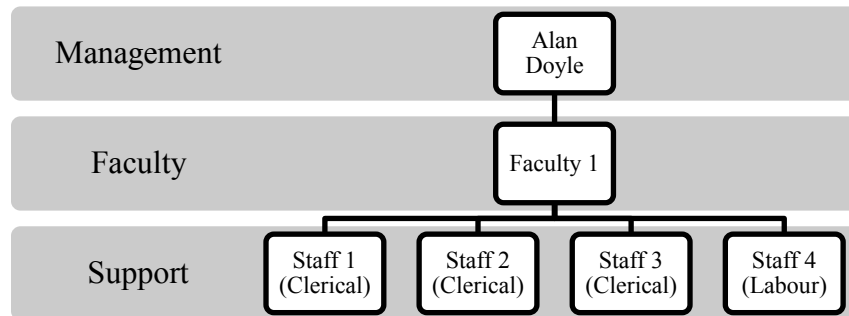 Management
Alan
Doyle
Faculty
Faculty 1
Support
Staff 1
(Clerical)
Staff 2
(Clerical)
Staff 3
(Clerical)
Staff 4
(Labour)